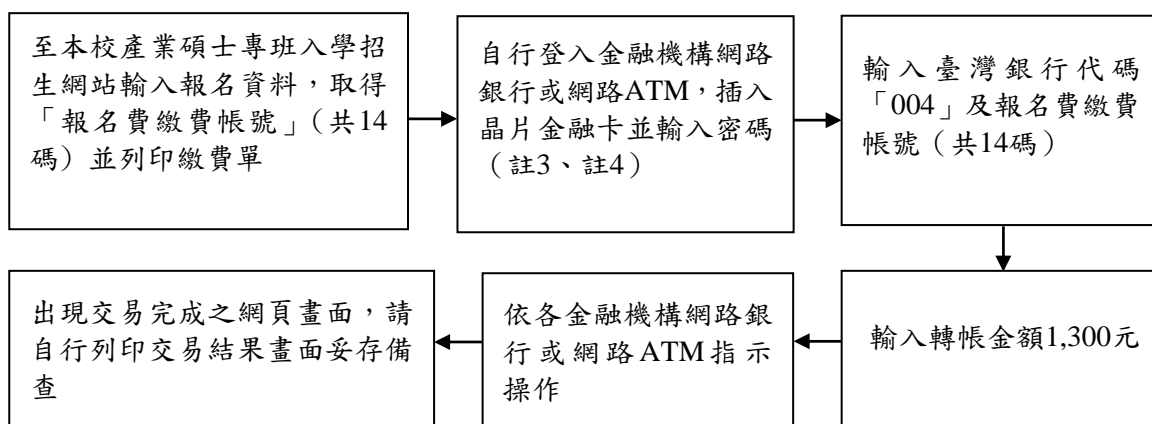 至本校產業碩士專班入學招
生網站輸入報名資料，取得
「報名費繳費帳號」（共14
碼）並列印繳費單
自行登入金融機構網路
銀行或網路ATM，插入
晶片金融卡並輸入密碼
（註3、註4）
輸入臺灣銀行代碼
「004」及報名費繳費
帳號（共14碼）
輸入轉帳金額1,300元
依各金融機構網路銀
行或網路ATM指示
操作
出現交易完成之網頁畫面，請
自行列印交易結果畫面妥存備
查